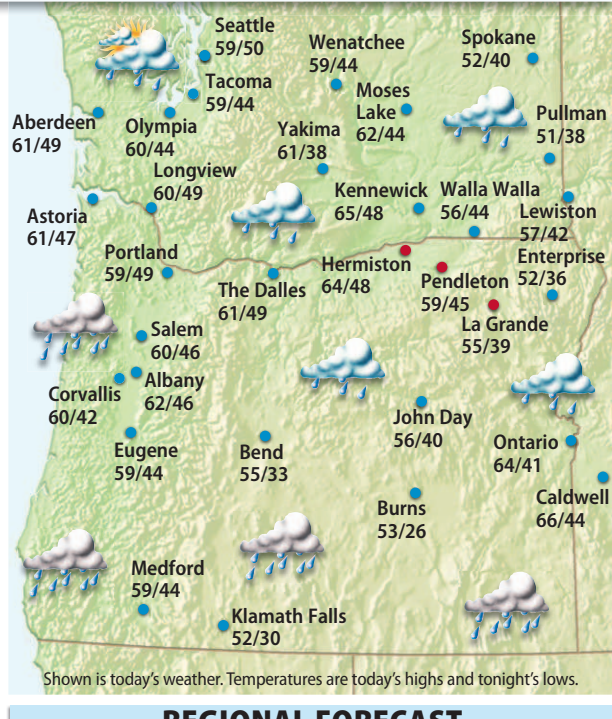 Seattle
59/50
Wenatchee
59/44
Spokane
52/40
Tacoma
59/44
Moses
Lake
62/44
Aberdeen
61/49
Olympia
60/44
Yakima
61/38
Pullman
51/38
Longview
60/49
Kennewick
65/48
Walla Walla
56/44
Lewiston
57/42
Astoria
61/47
Portland
59/49
The Dalles
61/49
Hermiston
64/48
Pendleton
59/45
Enterprise
52/36
La Grande
55/39
Salem
60/46
Corvallis
60/42
Albany
62/46
John Day
56/40
Eugene
59/44
Bend
55/33
Ontario
64/41
Caldwell
66/44
Burns
53/26
Medford
59/44
Klamath Falls
52/30
Shown is today's weather. Temperatures are today's highs and tonight's lows.
REGIONAL FORECAST